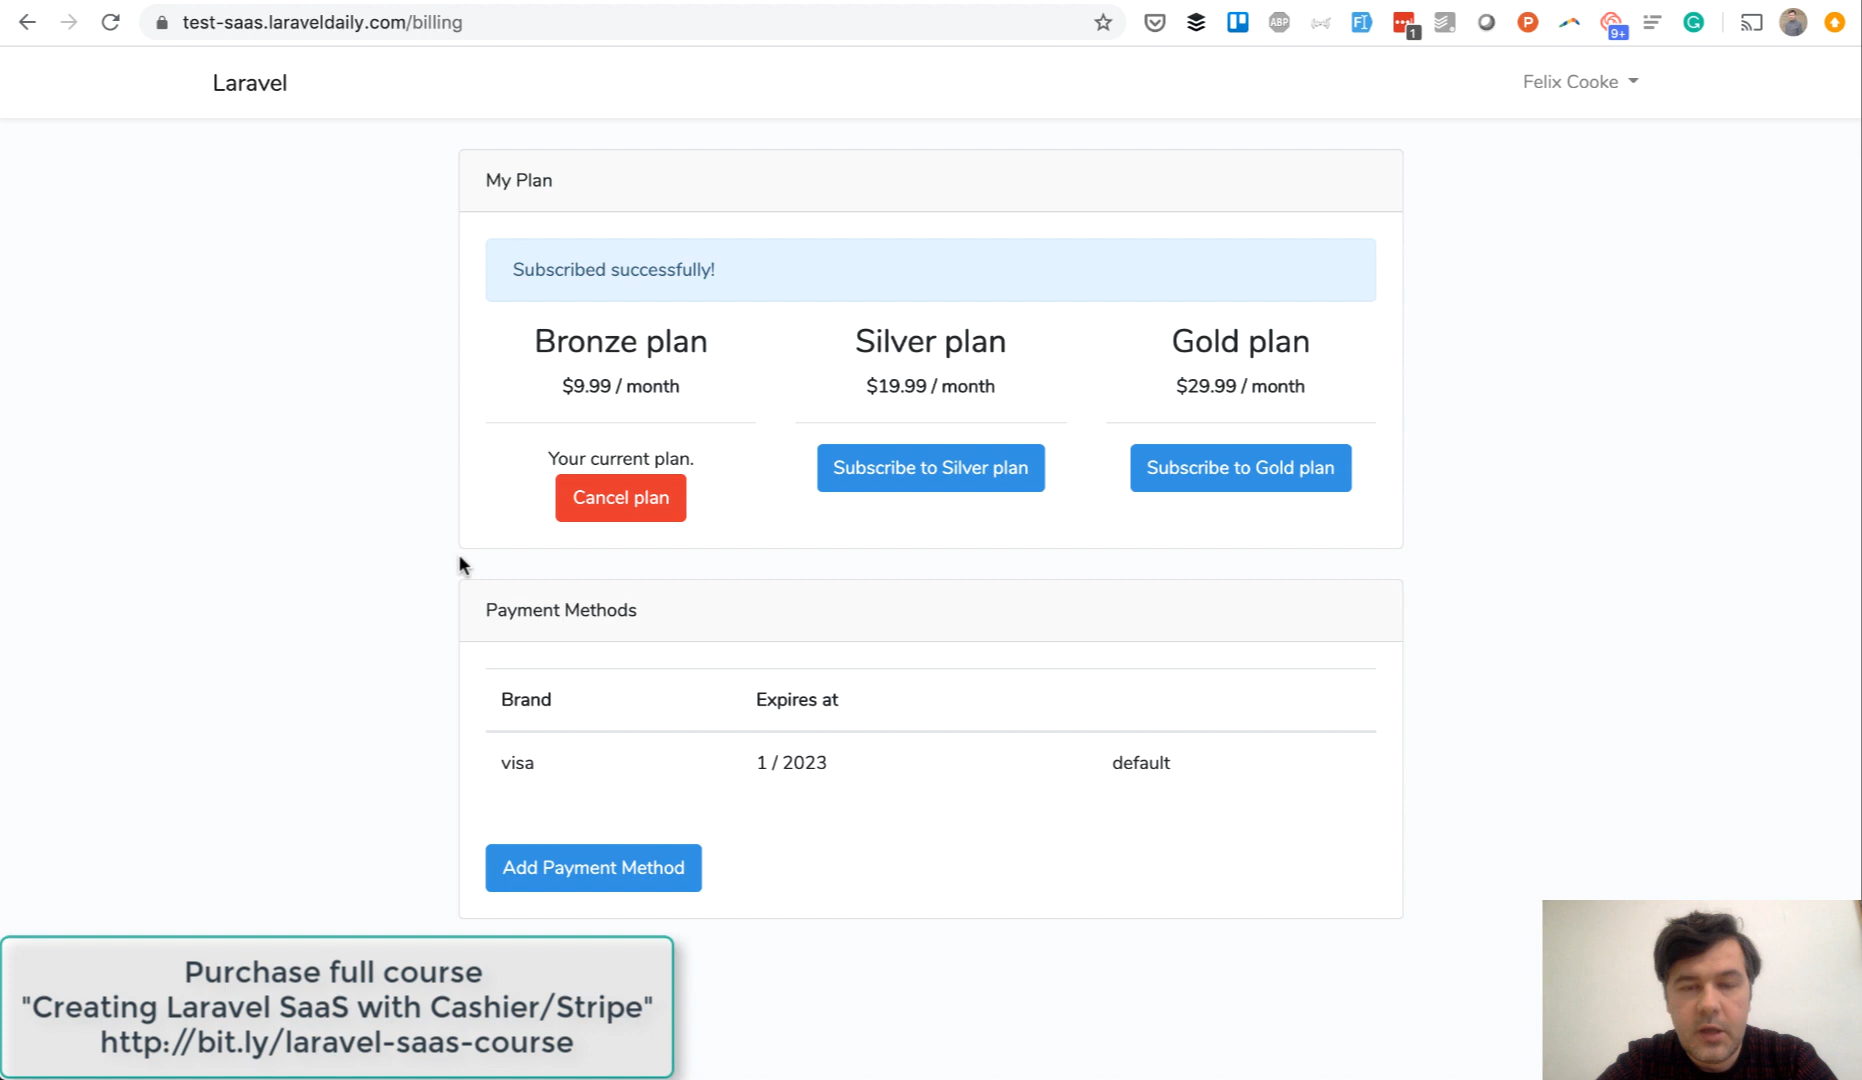 test-saas.laraveldaily.com/billing
ABP
1
P
9+
G
Laravel
Felix Cooke
My Plan
Subscribed successfully!
Bronze plan
Silver plan
Gold plan
$9.99 / month
$19.99 / month
$29.99 / month
Your current plan.
Cancel plan
Subscribe to Silver plan
Subscribe to Gold plan
Payment Methods
Brand
Expires at
visa
1 / 2023
default
Add Payment Method
Purchase full course
"Creating Laravel SaaS with Cashier/Stripe"
http://bit.ly/laravel-saas-course